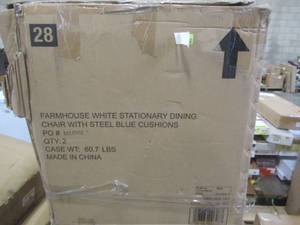 28
FARMHOUSE WHITE STATIONARY DINING
CHAIR WITH STEEL BLUE CUSHIONS
PO #
QTY: 2
CASE WT: 60.7 LBS
MADE IN CHINA